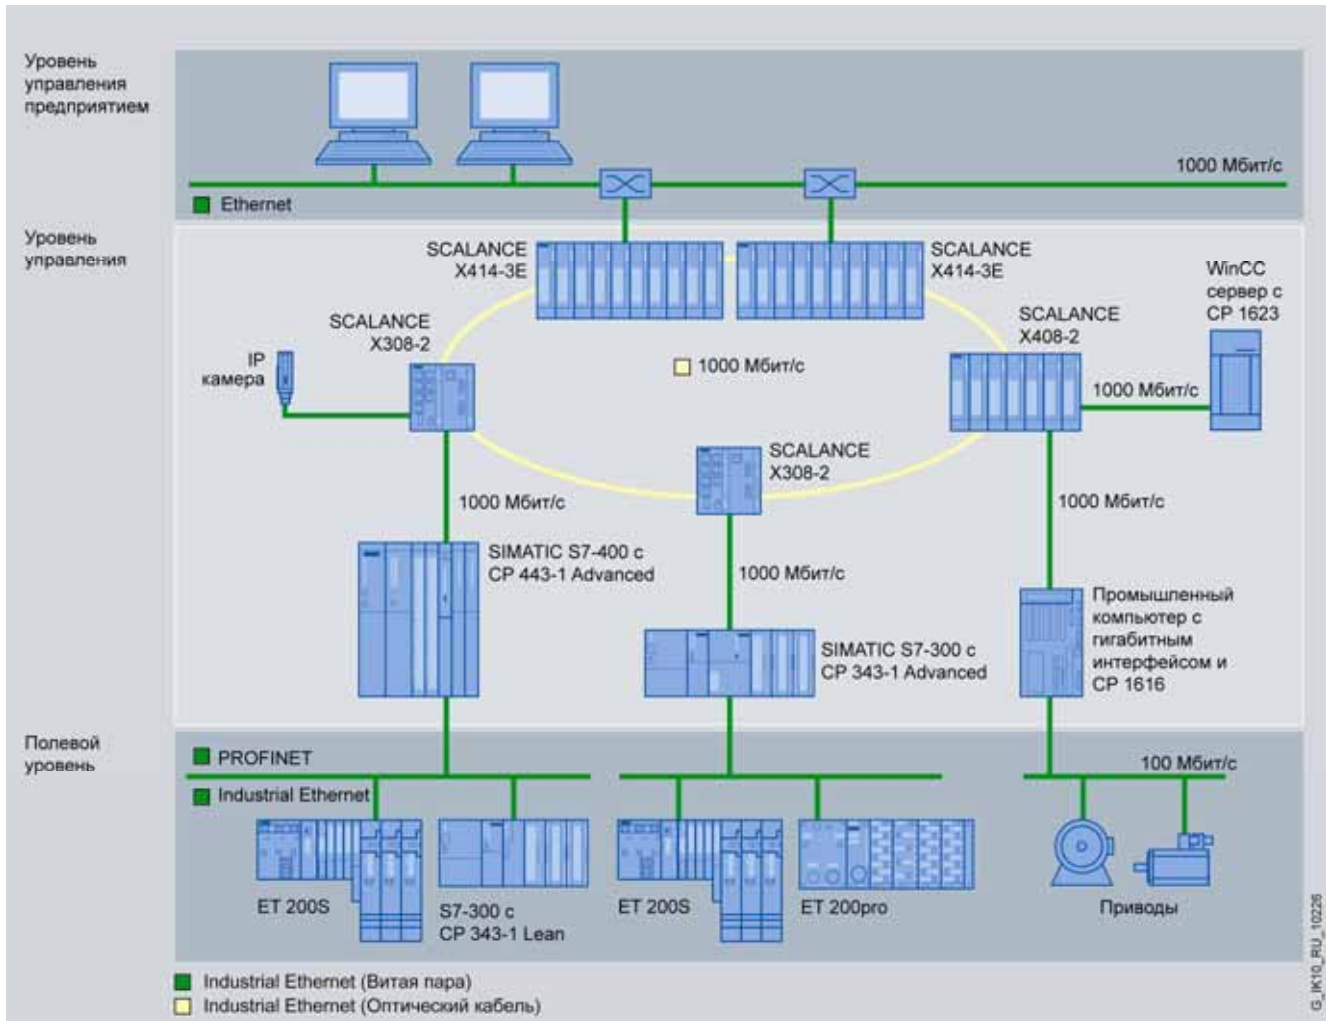 Уровень
управления
предприятием
1000 Мбит/с
Ethernet
Уровень
управления
SCALANCE
X414-3E
SCALANCE
X414-3E
WinCC
сервер с
CP 1623
SCALANCE
X308-2
SCALANCE
X408-2
IP
камера
1000 Мбит/с
1000 Мбит/с
SCALANCE
X308-2
1000 Мбит/с
1000 Мбит/с
SIMATIC S7-400 с
CP 443-1 Advanced
1000 Мбит/с
Промышленный
компьютер с
гигабитным
интерфейсом и
CP 1616
SIMATIC S7-300 с
CP 343-1 Advanced
Полевой
уровень
PROFINET
100 Мбит/с
Industrial Ethernet
ET 200S
S7-300 с
CP 343-1 Lean
ET 200S
ET 200pro
Приводы
Industrial Ethernet (Витая пара)
Industrial Ethernet (Оптический кабель)
G_IK10_RU_10226